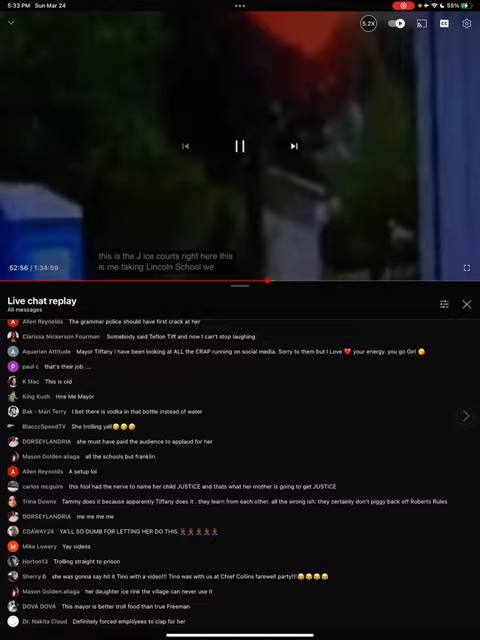 5:33 PM Sun Mar 24
55%
5.2X
CC
this is the J ice courts right here this
is me taking Lincoln School we
52:56 / 1:34:59
Live chat replay
All messages
Allen Reynolds The grammar police should have first crack at her
Clarissa Nickerson Fourman Somebody said Teflon Tiff and now I can't stop laughing
A Aquarian Attitude Mayor Tiffany I have been looking at ALL the CRAP running on social media. Sorry to them but I Love ❤️ your energy. you go Girl 😘
P paul c that's their job ....
K Mac This is old
King Kush Hire Me Mayor
Bak - Mari Terry I bet there is vodka in that bottle instead of water
BlacccSpeedTV She trolling yall🤣🤣🤣
DORSEYLANDRIA she must have paid the audience to applaud for her
Mason Golden aliaga all the schools but franklin
A Allen Reynolds A setup lol
carlos mcguire this fool had the nerve to name her child JUSTICE and thats what her mother is going to get JUSTICE
Trina Downs Tammy does it because apparently Tiffany does it . they learn from each other. all the wrong ish. they certainly don't piggy back off Roberts Rules
DORSEYLANDRIA me me me me
CDAWAY24 YA'LL SO DUMB FOR LETTING HER DO THIS.
M Mike Lowery Yay videos
Horton13 Trolling straight to prison
Sherry B she was gonna say hit it Tino with a video!!! Tino was with us at Chief Collins farewell party!!!😂😂😂😂
Mason Golden aliaga her daughter ice rink the village can never use it
DOVA DOVA This mayor is better troll food than true Freeman
Dr. Nakita Cloud Definitely forced employees to clap for her